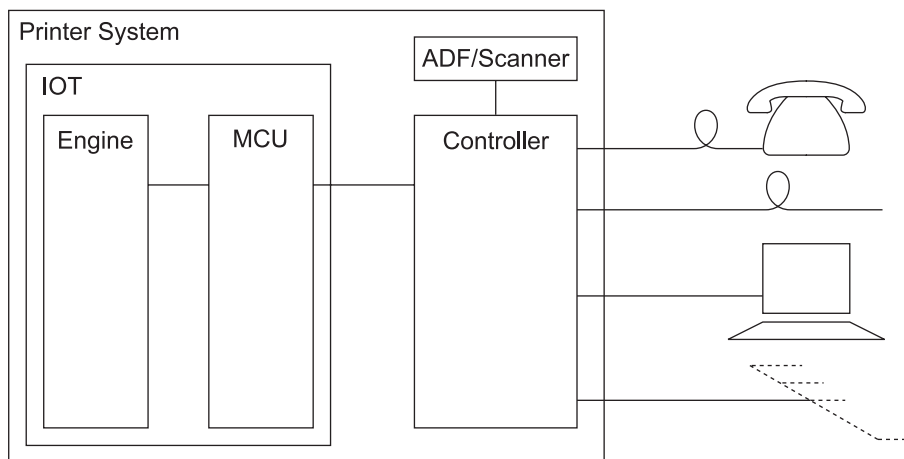 Printer System
ADF/Scanner
IOT
Engine
MCU
Controller